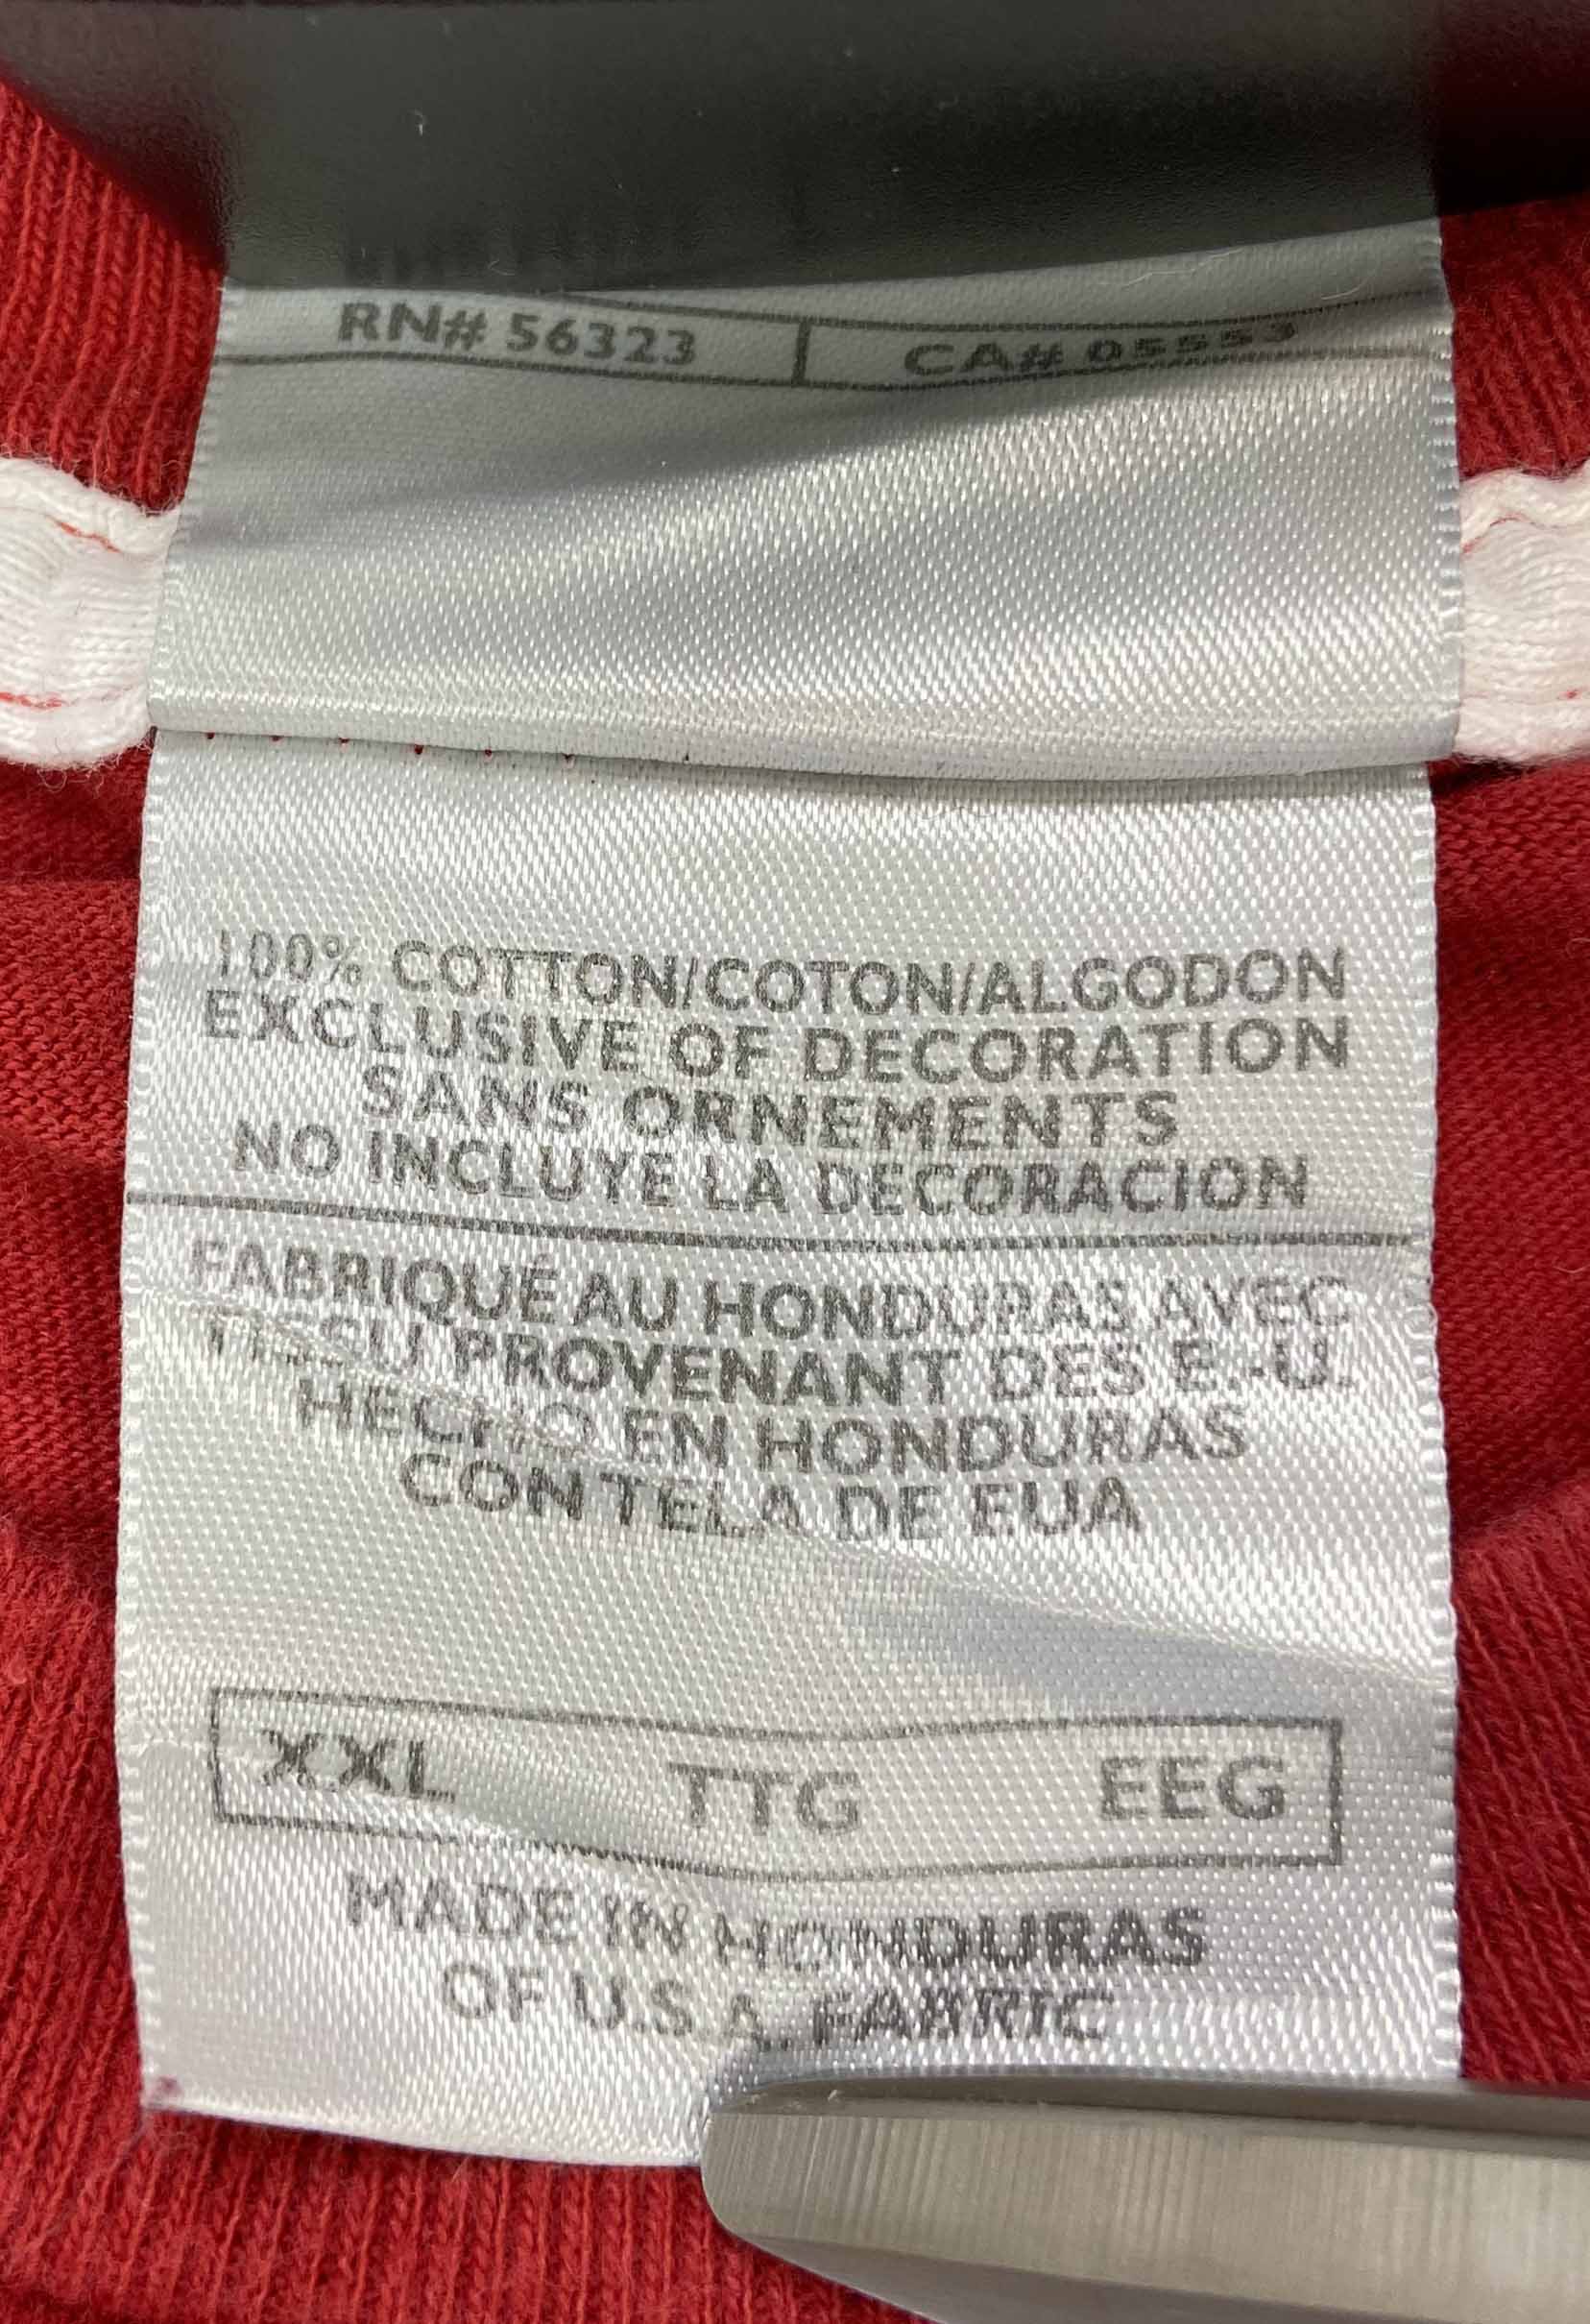 RN# 56323 CA# 05553
100% COTTON/COTON/ALGODON
EXCLUSIVE OF DECORATION
SANS ORNEMENTS
NO INCLUYE LA DECORACION
FABRIQUÉ AU HONDURAS AVEC
TISSU PROVENANT DES E.-U.
HECHO EN HONDURAS
CON TELA DE EUA
XXL TTG EEG
MADE IN HONDURAS
OF U.S.A. FABRIC